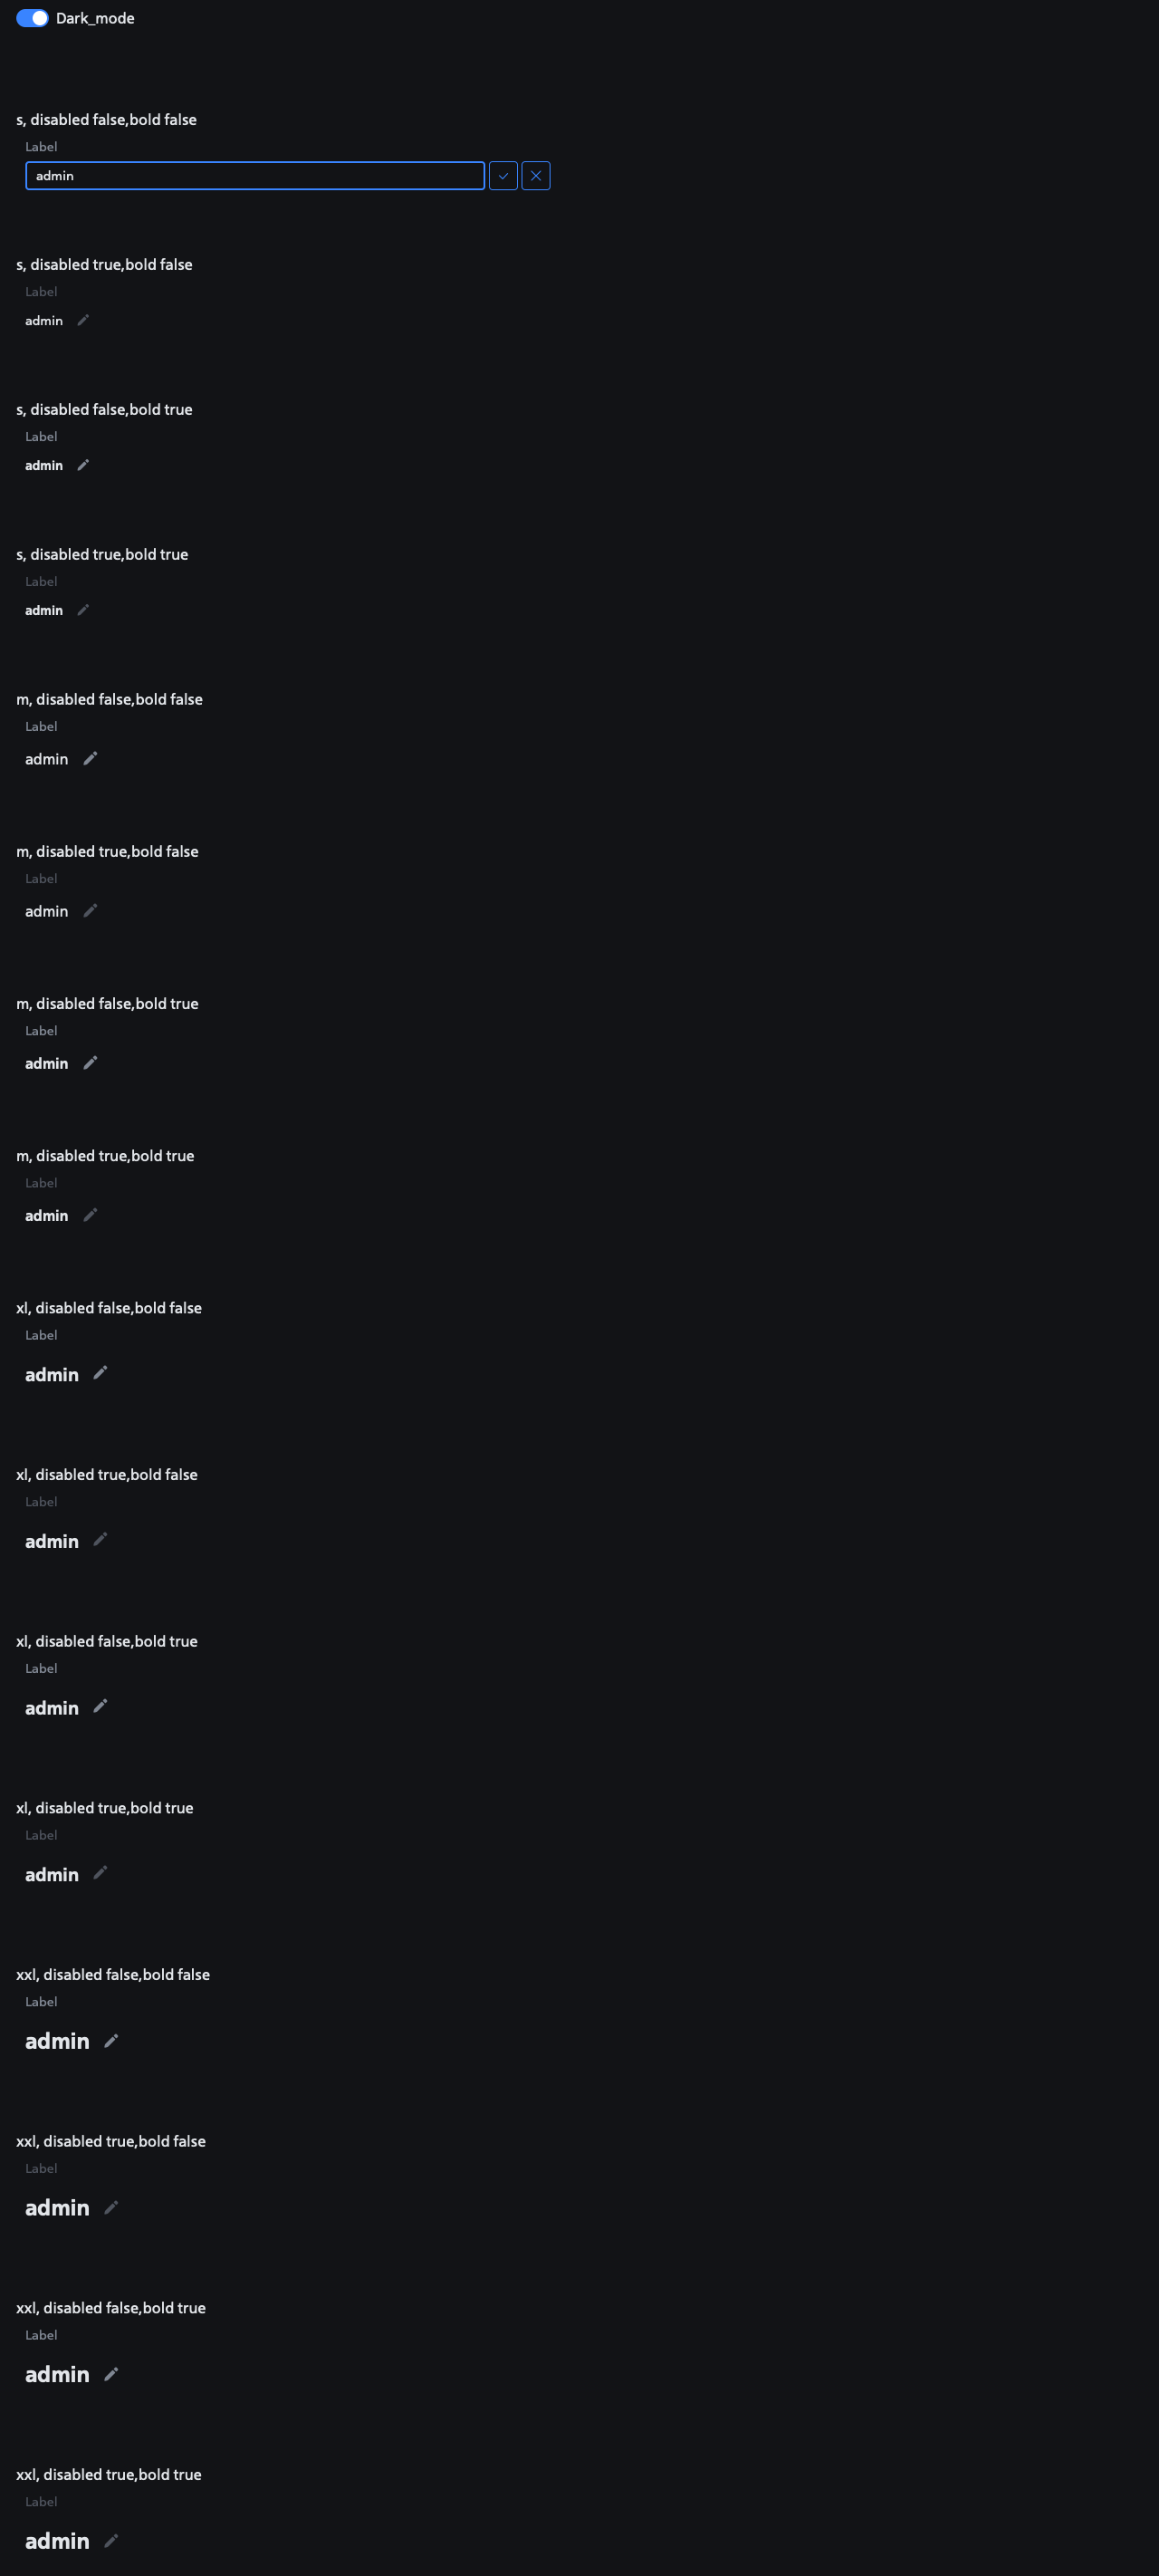 Dark_mode
s, disabled false,bold false
Label
admin
s, disabled true,bold false
Label
admin
s, disabled false,bold true
Label
admin
s, disabled true,bold true
Label
admin
m, disabled false,bold false
Label
admin
m, disabled true,bold false
Label
admin
m, disabled false,bold true
Label
admin
m, disabled true,bold true
Label
admin
xl, disabled false,bold false
Label
admin
xl, disabled true,bold false
Label
admin
xl, disabled false,bold true
Label
admin
xl, disabled true,bold true
Label
admin
xxl, disabled false,bold false
Label
admin
xxl, disabled true,bold false
Label
admin
xxl, disabled false,bold true
Label
admin
xxl, disabled true,bold true
Label
admin